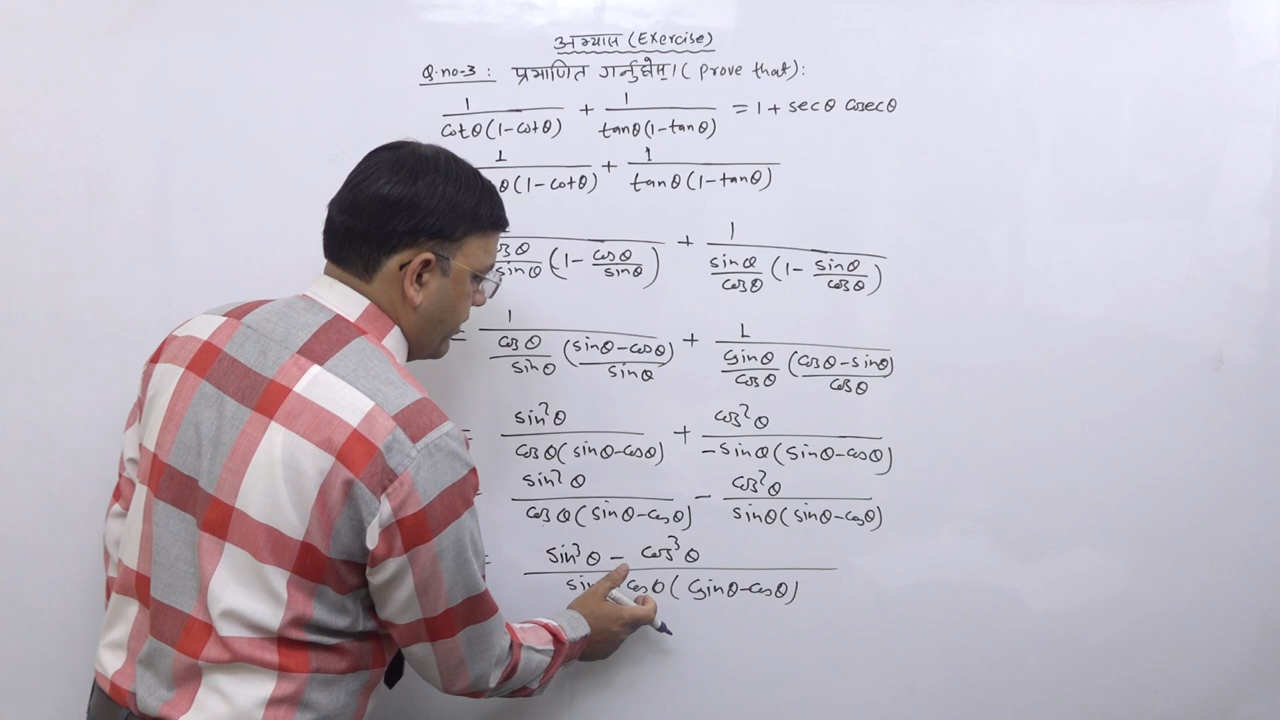 अभ्यास (Exercise)
Q.no-3: प्रमाणित गर्नुहोस्। (prove that):
1/(cotθ(1-cotθ)) + 1/(tanθ(1-tanθ)) = 1 + secθ cosecθ
1/(θ(1-cotθ)) + 1/(tanθ(1-tanθ))
1/(cosθ/sinθ (1 - cosθ/sinθ)) + 1/(sinθ/cosθ (1 - sinθ/cosθ))
= 1/(cosθ/sinθ ((sinθ-cosθ)/sinθ)) + 1/(sinθ/cosθ ((cosθ-sinθ)/cosθ))
= sin²θ/(cosθ(sinθ-cosθ)) + cos²θ/(-sinθ(sinθ-cosθ))
= sin²θ/(cosθ(sinθ-cosθ)) - cos²θ/(sinθ(sinθ-cosθ))
= (sin³θ - cos³θ)/(sin cosθ(sinθ-cosθ))